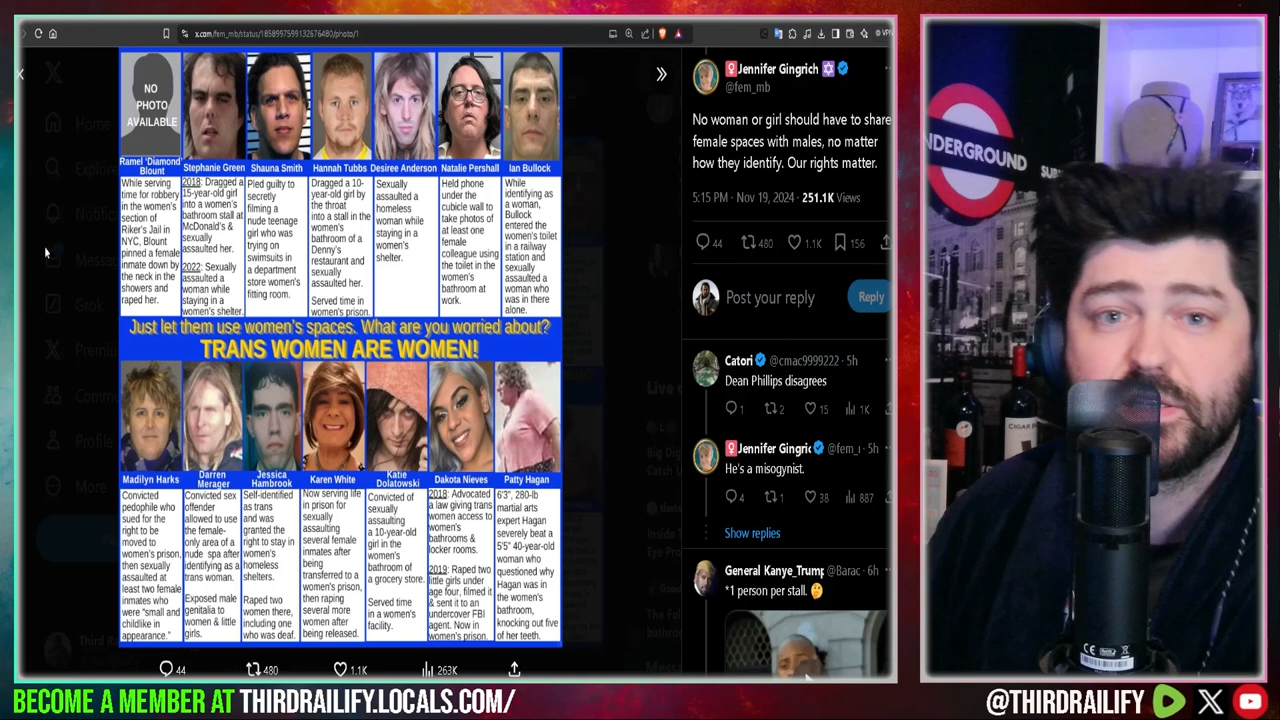 x.com/fem_mb/status/1858997599132676480/photo/1
NO
PHOTO
AVAILABLE
Ramel 'Diamond'
Blount
While serving
time for robbery
in the women's
section of
Riker's Jail in
NYC, Blount
pinned a female
inmate down by
the neck in the
showers and
raped her.
Stephanie Green
2018: Dragged a
15-year-old girl
into a women's
bathroom stall at
McDonald's &
sexually
assaulted her.
2022: Sexually
assaulted a
woman while
staying in a
women's shelter.
Shauna Smith
Pled guilty to
secretly
filming a
nude teenage
girl who was
trying on
swimsuits in
a department
store women's
fitting room.
Hannah Tubbs
Dragged a 10-
year-old girl by
the throat
into a stall in the
women's
bathroom of a
Denny's
restaurant and
sexually
assaulted her.
Served time in
women's prison.
Desiree Anderson
Sexually
assaulted a
homeless
woman while
staying in a
women's
shelter.
Natalie Pershall
Held phone
under the
cubicle wall to
take photos of
at least one
female
colleague using
the toilet in the
women's
bathroom at
work.
Ian Bullock
While
identifying as
a woman,
Bullock
entered the
women's toilet
in a railway
station and
sexually
assaulted a
woman who
was in there
alone.
Just let them use women's spaces. What are you worried about?
TRANS WOMEN ARE WOMEN!
Madilyn Harks
Convicted
pedophile who
sued for the
right to be
moved to
women's prison,
then sexually
assaulted at
least two female
inmates who
were "small and
childlike in
appearance."
Darren
Merager
Convicted sex
offender
allowed to use
the female-
only area of a
nude spa after
identifying as a
trans woman.
Exposed male
genitalia to
women & little
girls.
Jessica
Hambrook
Self-identified
as trans
and was
granted the
right to stay in
women's
homeless
shelters.
Raped two
women there,
including one
who was deaf.
Karen White
Now serving life
in prison for
sexually
assaulting
several female
inmates after
being
transferred to a
women's prison,
then raping
several more
women after
being released.
Katie
Dolatowski
Convicted of
sexually
assaulting
a 10-year-old
girl in the
women's
bathroom of
a grocery store.
Served time
in a women's
facility.
Dakota Nieves
2018: Advocated
a law giving trans
women access to
women's
bathrooms &
locker rooms.
2019: Raped two
little girls under
age four, filmed it
& sent it to an
undercover FBI
agent. Now in
women's prison.
Patty Hagan
6'3", 280-lb
martial arts
expert Hagan
severely beat a
5'5" 40-year-old
woman who
questioned why
Hagan was in
the women's
bathroom,
knocking out five
of her teeth.
44 480 1.1K 263K
Jennifer Gingrich
@fem_mb
No woman or girl should have to share
female spaces with males, no matter
how they identify. Our rights matter.
5:15 PM · Nov 19, 2024 · 251.1K Views
44 480 1.1K 156
Post your reply
Reply
Catori @cmac9999222 · 5h
Dean Phillips disagrees
1 2 15 1K
Jennifer Gingric @fem_ · 5h
He's a misogynist.
4 1 38 887
Show replies
General Kanye_Trump @Barac · 6h
*1 person per stall.
UNDERGROUND
CIGAR
BECOME A MEMBER AT THIRDRAILIFY.LOCALS.COM/
@THIRDRAILIFY